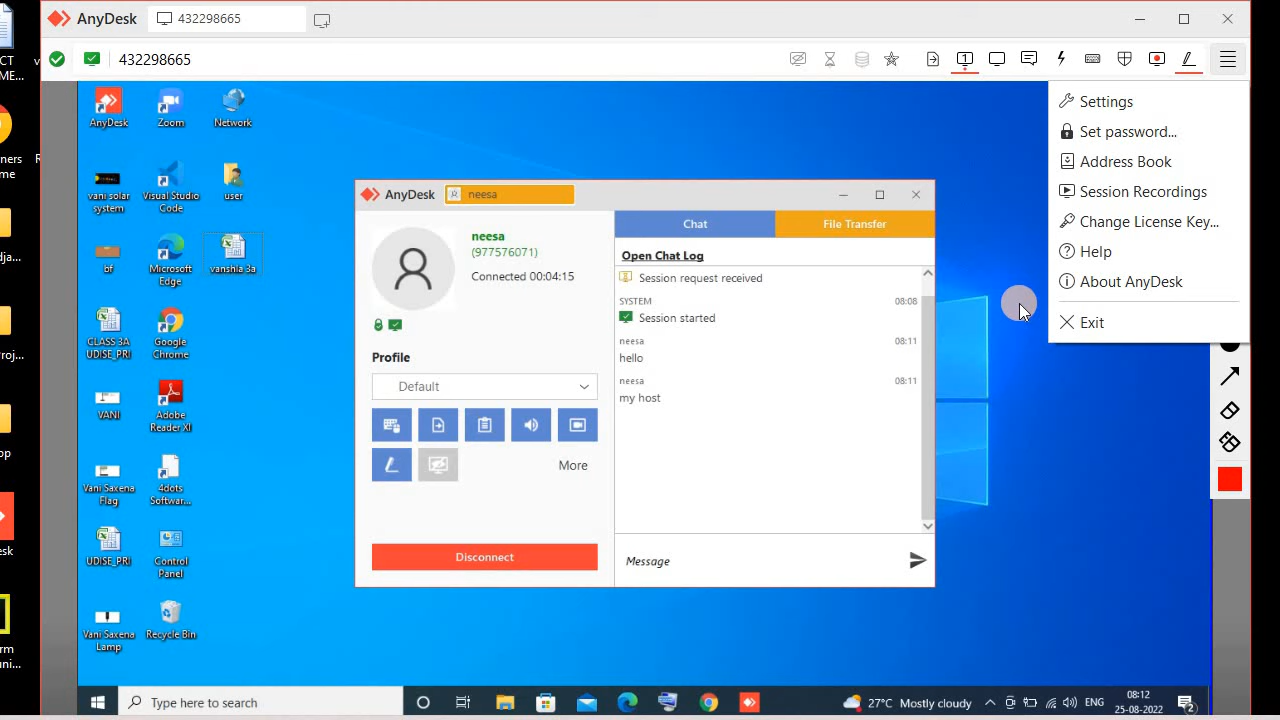 AnyDesk
432298665
432298665
1
Settings
Set password...
Address Book
Session Recordings
Change License Key...
Help
About AnyDesk
Exit
AnyDesk
Zoom
Network
vani solar
system
Visual Studio
Code
user
bf
Microsoft
Edge
vanshia 3a
CLASS 3A
UDISE_PRI
Google
Chrome
VANI
Adobe
Reader XI
Vani Saxena
Flag
4dots
Softwar...
UDISE_PRI
Control
Panel
Vani Saxena
Lamp
Recycle Bin
AnyDesk
neesa
neesa
(977576071)
Connected 00:04:15
Profile
Default
More
Disconnect
Chat
File Transfer
Open Chat Log
Session request received
SYSTEM 08:08
Session started
neesa 08:11
hello
neesa 08:11
my host
Message
Type here to search
27°C Mostly cloudy
ENG
08:12
25-08-2022
2